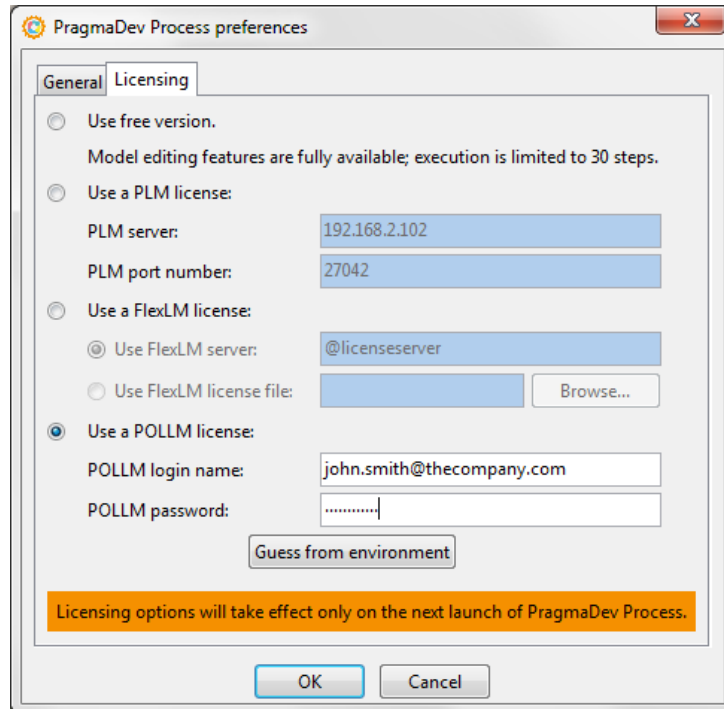 PragmaDev Process preferences
General Licensing
Use free version.
Model editing features are fully available; execution is limited to 30 steps.
Use a PLM license:
PLM server: 192.168.2.102
PLM port number: 27042
Use a FlexLM license:
Use FlexLM server: @licenseserver
Use FlexLM license file: Browse...
Use a POLLM license:
POLLM login name: john.smith@thecompany.com
POLLM password: ············
Guess from environment
Licensing options will take effect only on the next launch of PragmaDev Process.
OK Cancel